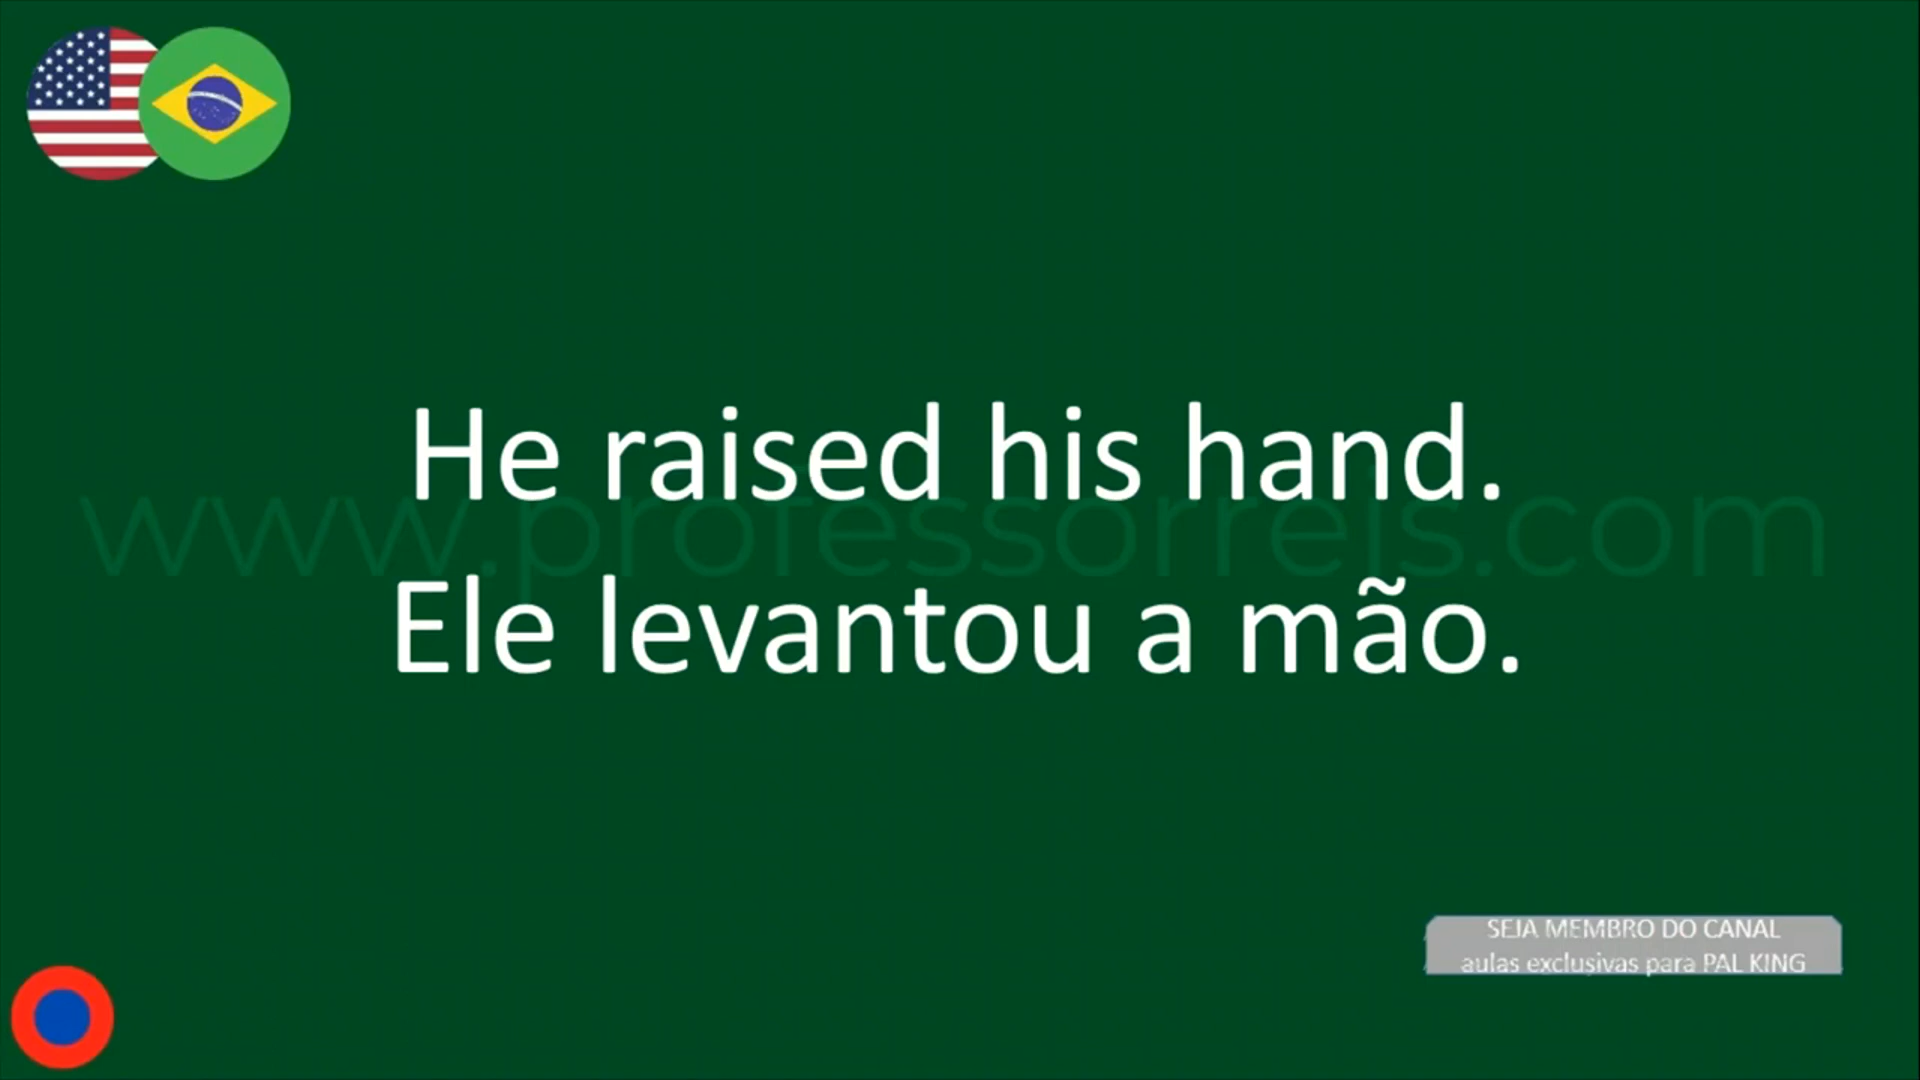 He raised his hand.
www.professorreis.com
Ele levantou a mão.
SEJA MEMBRO DO CANAL
aulas exclusivas para PAL KING